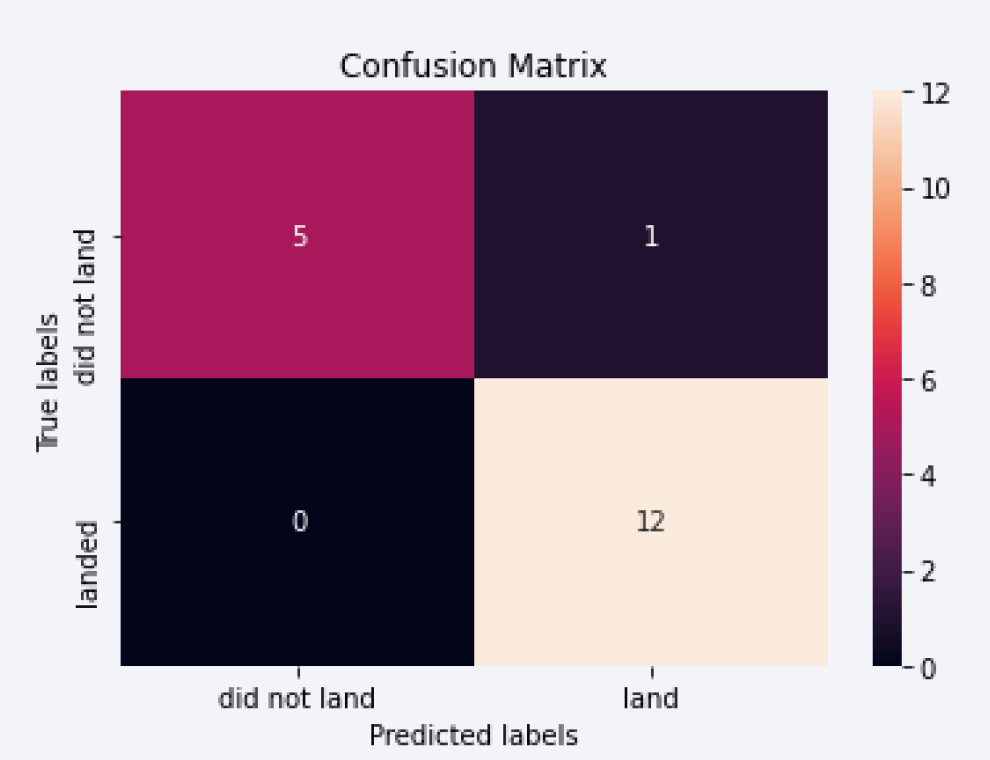 Confusion Matrix
12
10
8
6
4
2
0
5
1
0
12
True labels
did not land
landed
did not land
land
Predicted labels